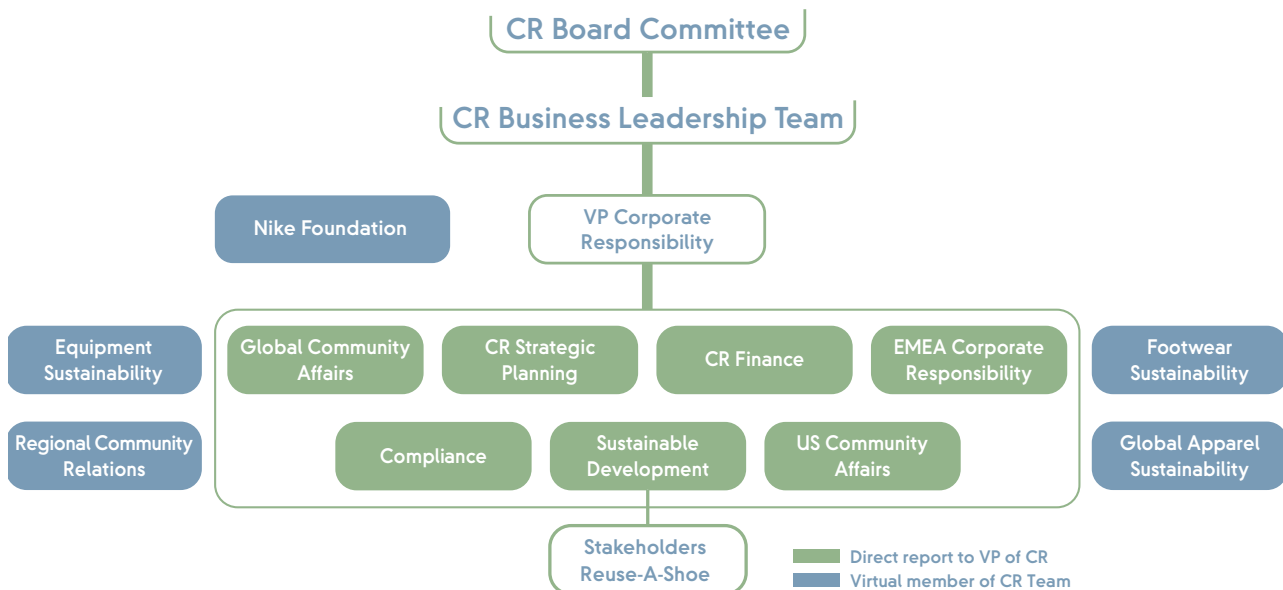 CR Board Committee
CR Business Leadership Team
Nike Foundation
VP Corporate
Responsibility
Equipment
Sustainability
Global Community
Affairs
CR Strategic
Planning
CR Finance
EMEA Corporate
Responsibility
Footwear
Sustainability
Regional Community
Relations
Compliance
Sustainable
Development
US Community
Affairs
Global Apparel
Sustainability
Stakeholders
Reuse-A-Shoe
Direct report to VP of CR
Virtual member of CR Team